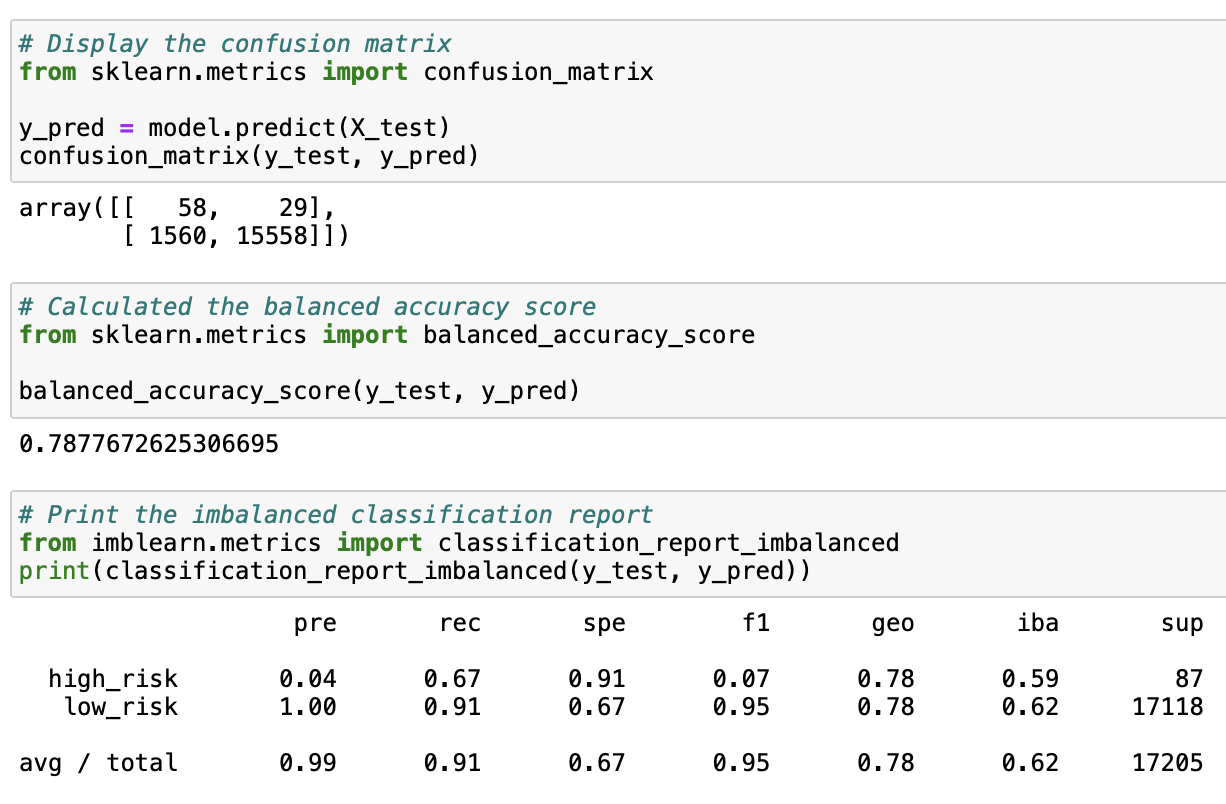 # Display the confusion matrix
from sklearn.metrics import confusion_matrix
y_pred = model.predict(X_test)
confusion_matrix(y_test, y_pred)
array([[   58,    29],
       [ 1560, 15558]])
# Calculated the balanced accuracy score
from sklearn.metrics import balanced_accuracy_score
balanced_accuracy_score(y_test, y_pred)
0.7877672625306695
# Print the imbalanced classification report
from imblearn.metrics import classification_report_imbalanced
print(classification_report_imbalanced(y_test, y_pred))
                   pre       rec       spe        f1       geo       iba       sup
  high_risk       0.04      0.67      0.91      0.07      0.78      0.59        87
   low_risk       1.00      0.91      0.67      0.95      0.78      0.62     17118
avg / total       0.99      0.91      0.67      0.95      0.78      0.62     17205